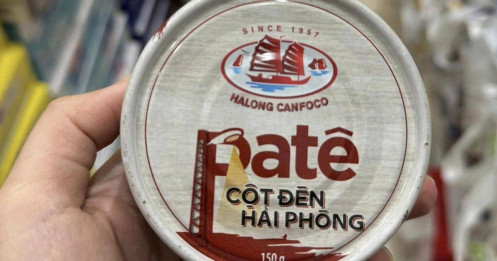 SINCE 1957
HALONG CANFOCO
patê
CỘT ĐÈN
HẢI PHÒNG
150 g